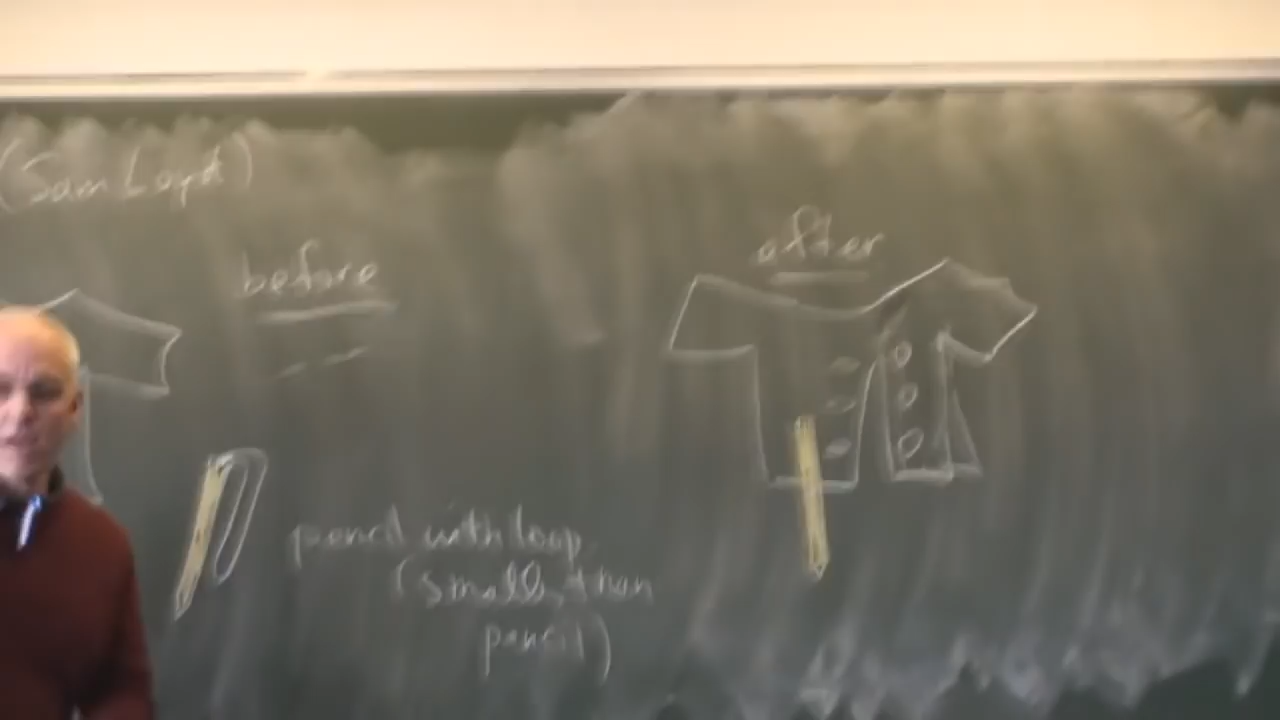 (Sam Loyd)
before
after
pencil with loop
(smaller than
pencil)